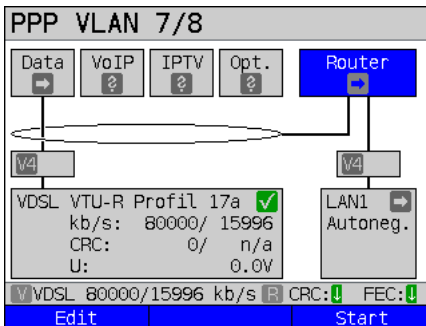 PPP VLAN 7/8
Data VoIP IPTV Opt. Router
? ? ?
V4 V4
VDSL VTU-R Profil 17a LAN1
kb/s: 80000/ 15996 Autoneg.
CRC: 0/ n/a
U: 0.0V
V VDSL 80000/15996 kb/s R CRC: FEC:
Edit Start